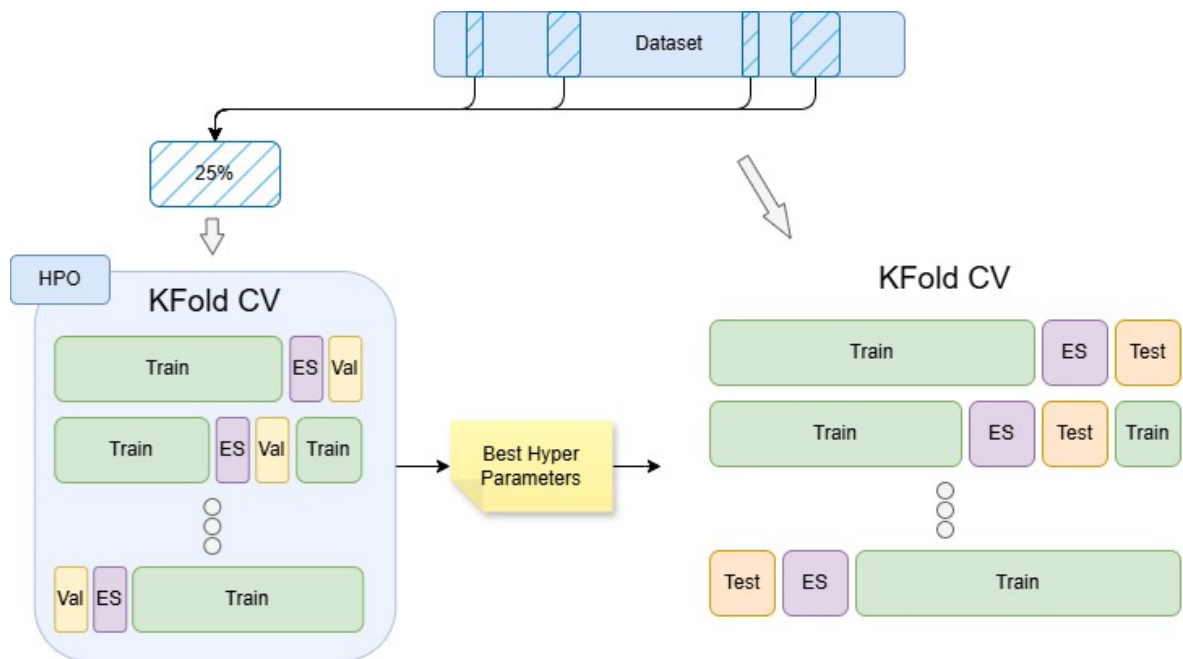 Dataset
25%
HPO
KFold CV
Train ES Val
Train ES Val Train
Val ES Train
Best Hyper
Parameters
KFold CV
Train ES Test
Train ES Test Train
Test ES Train